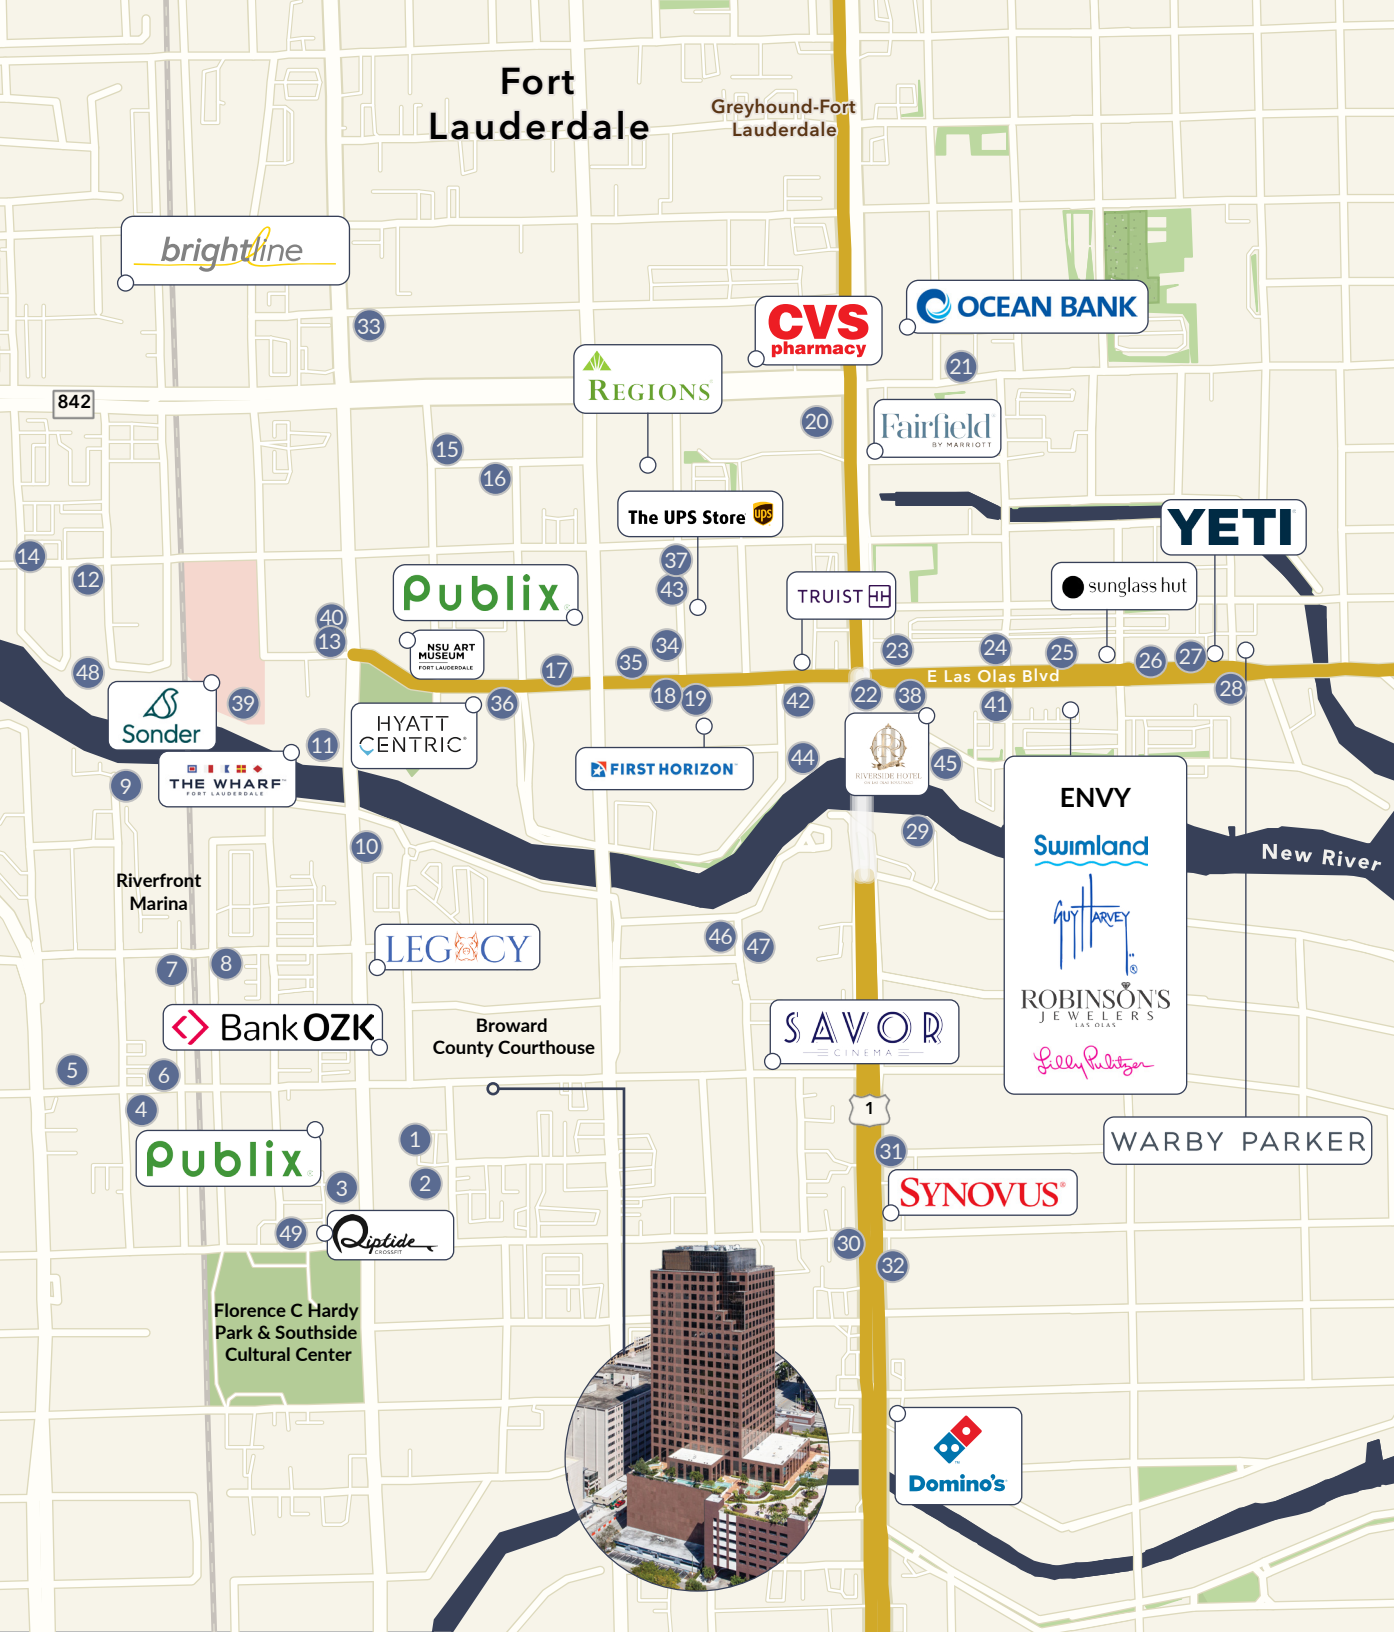 Fort
Lauderdale
Greyhound-Fort
Lauderdale
brightline
33
CVS
pharmacy
OCEAN BANK
21
REGIONS
842
20
Fairfield
BY MARRIOTT
15
16
The UPS Store
ups
YETI
14
12
37
43
Publix
TRUIST
sunglass hut
40
13
NSU ART
MUSEUM
FORT LAUDERDALE
34
35
17
23
24
25
26
27
E Las Olas Blvd
48
39
36
18
19
42
22
38
41
28
Sonder
11
HYATT
CENTRIC
44
RIVERSIDE HOTEL
45
9
THE WHARF
FORT LAUDERDALE
FIRST HORIZON
10
29
ENVY
Swimland
GUY HARVEY
ROBINSON'S
JEWELERS
LAS OLAS
Lilly Pulitzer
New River
Riverfront
Marina
46
47
7
8
LEGACY
BankOZK
Broward
County Courthouse
SAVOR
CINEMA
5
6
4
1
1
31
WARBY PARKER
Publix
2
3
SYNOVUS
49
Riptide
CROSSFIT
30
32
Florence C Hardy
Park & Southside
Cultural Center
Domino's